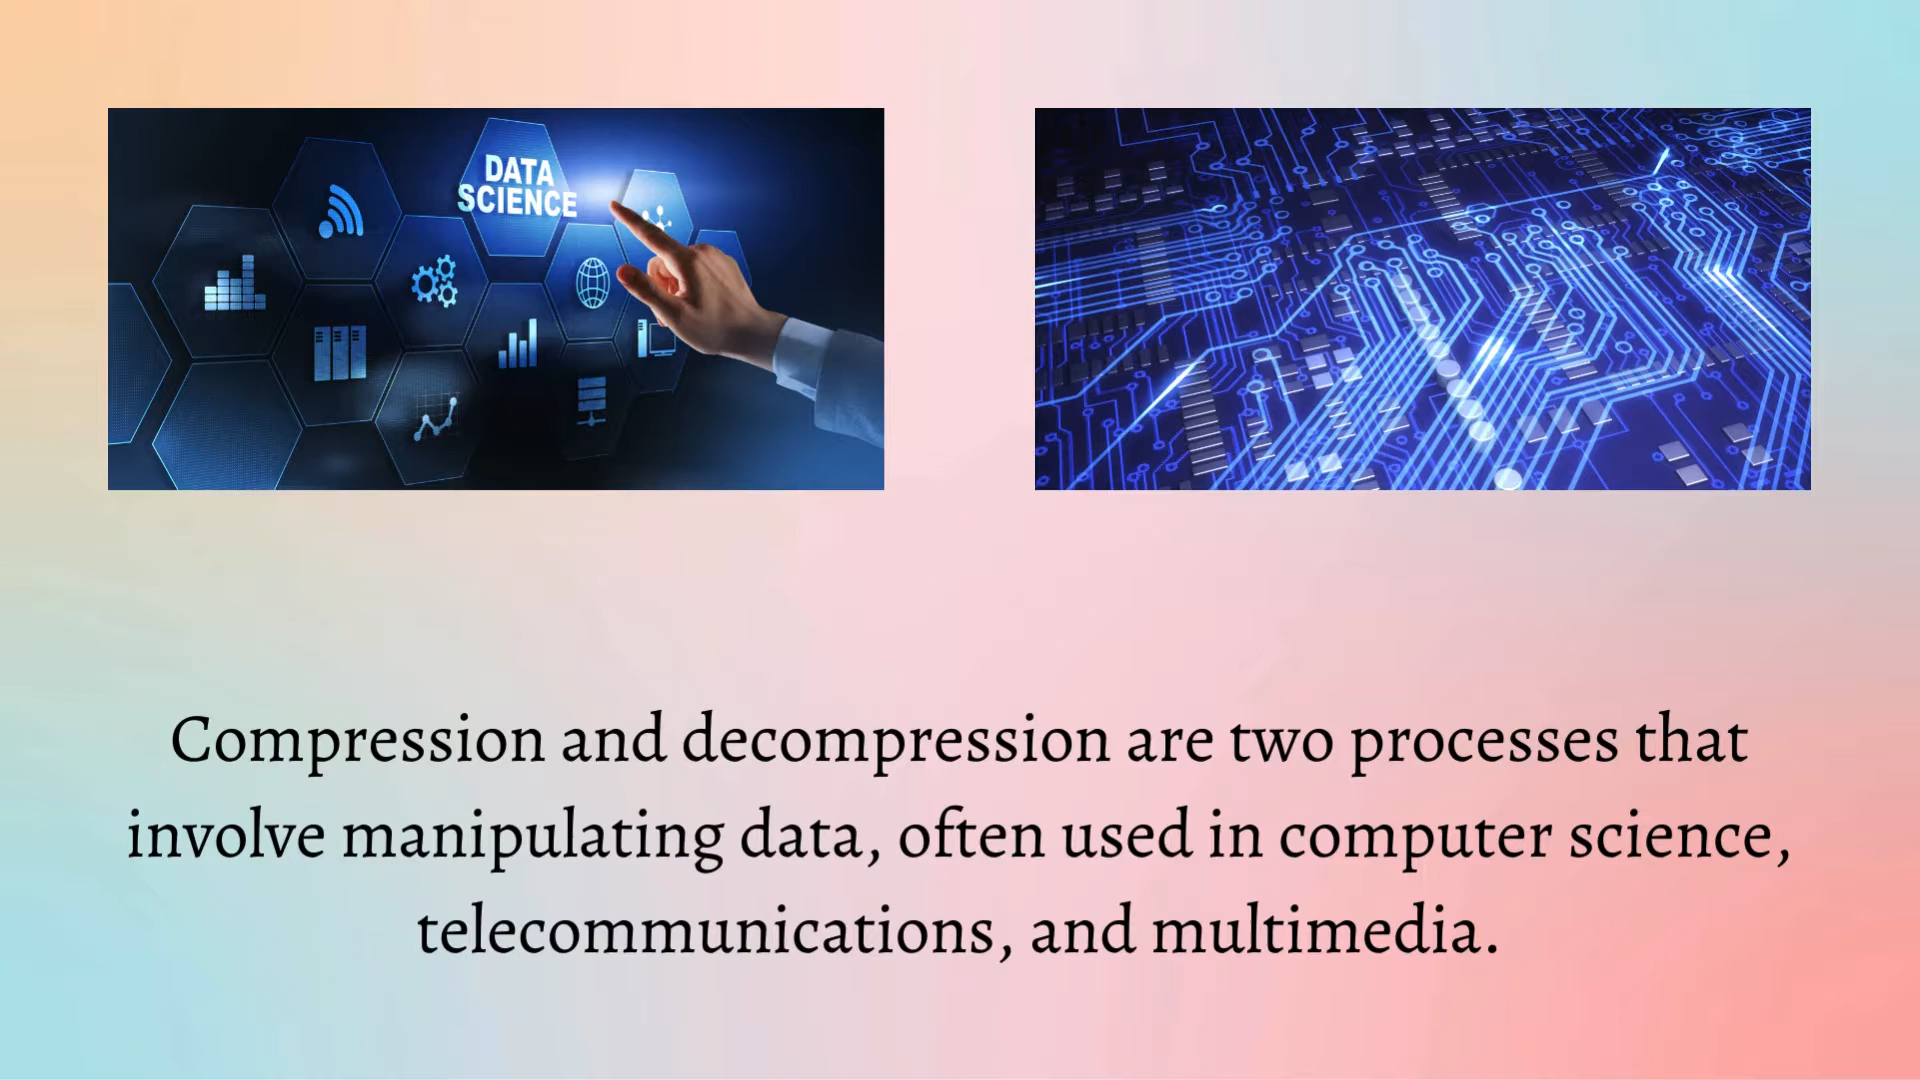 DATA
SCIENCE
Compression and decompression are two processes that
involve manipulating data, often used in computer science,
telecommunications, and multimedia.